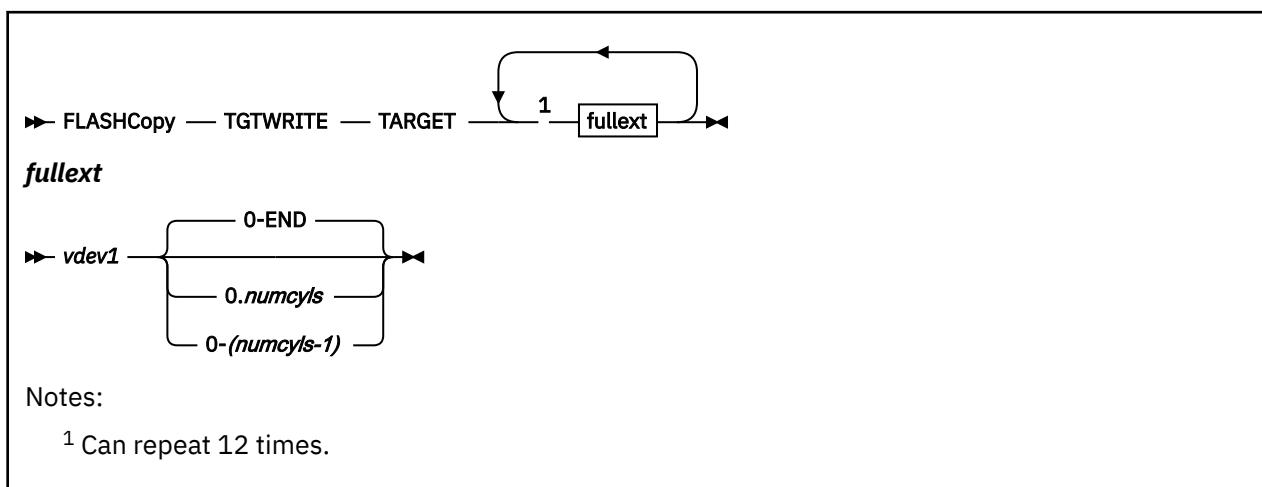 FLASHCopy — TGTWRITE — TARGET 1 fullext
fullext
0-END
vdev1
0.numcyls
0-(numcyls-1)
Notes:
1 Can repeat 12 times.